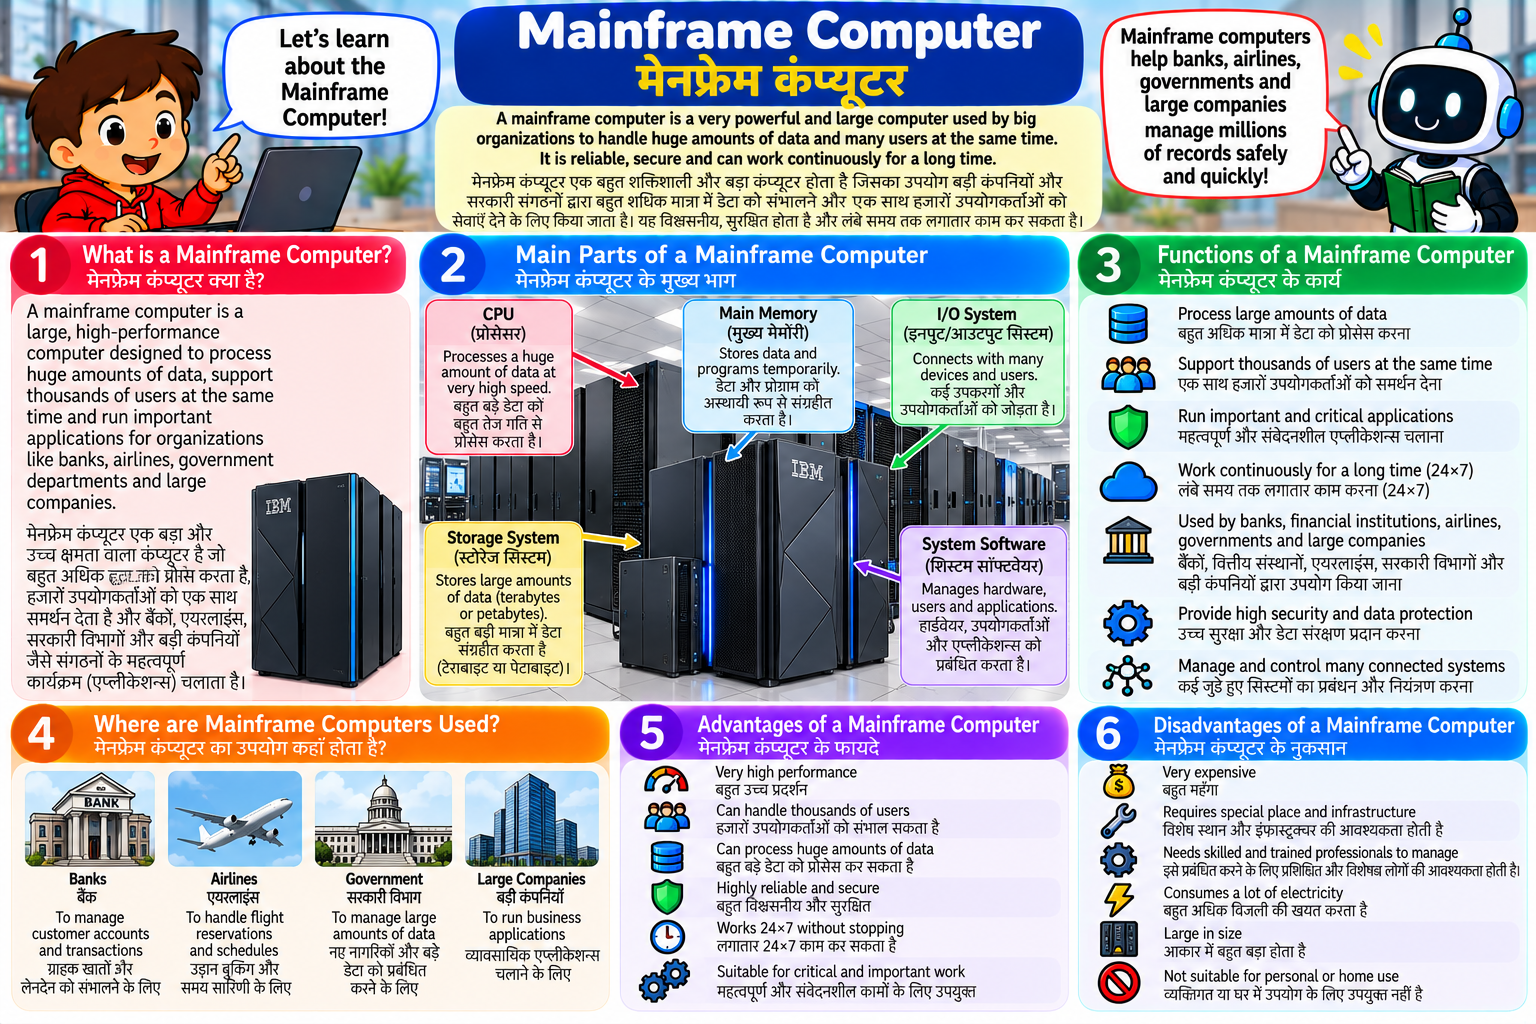 Let's learn
about the
Mainframe
Computer!
Mainframe Computer
मेनफ्रेम कंप्यूटर
A mainframe computer is a very powerful and large computer used by big
organizations to handle huge amounts of data and many users at the same time.
It is reliable, secure and can work continuously for a long time.
मेनफ्रेम कंप्यूटर एक बहुत शक्तिशाली और बड़ा कंप्यूटर होता है जिसका उपयोग बड़ी कंपनियों और
सरकारी संगठनों द्वारा बहुत शधिक मात्रा में डेटा को संभालने और एक साथ हजारों उपयोगकर्ताओं को
सेवाएं देने के लिए किया जाता है। यह विश्वसनीय, सुरक्षित होता है और लंबे समय तक लगातार काम कर सकता है।
Mainframe computers
help banks, airlines,
governments and
large companies
manage millions
of records safely
and quickly!
1
What is a Mainframe Computer?
मेनफ्रेम कंप्यूटर क्या है?
A mainframe computer is a
large, high-performance
computer designed to process
huge amounts of data, support
thousands of users at the same
time and run important
applications for organizations
like banks, airlines, government
departments and large
companies.
मेनफ्रेम कंप्यूटर एक बड़ा और
उच्च क्षमता वाला कंप्यूटर है जो
बहुत अधिक को करता है,
हजारों उपयोगकर्ताओं को एक साथ
समर्थन देता है और बैंकों, एयरलाइंस,
सरकारी विभागों और बड़ी कंपनियों
जैसे संगठनों के महत्वपूर्ण
कार्यक्रम (एप्लीकेशन्स) चलाता है।
IBM
2
Main Parts of a Mainframe Computer
मेनफ्रेम कंप्यूटर के मुख्य भाग
CPU
(प्रोसेसर)
Processes a huge
amount of data at
very high speed.
बहुत बड़े डेटा कों
बहुत तेज गति से
प्रोसेस करता है।
Main Memory
(मुख्य मेमोरी)
Stores data and
programs temporarily.
डेटा और प्रोग्राम कों
अस्थायी रूप से संग्रहीत
करता है।
I/O System
(इनपुट/आउटपुट सिस्टम)
Connects with many
devices and users.
कई उपकरगों और
उपयोगकर्ताओं को जोड़ता है।
IBM
Storage System
(स्टोरेज सिस्टम)
Stores large amounts
of data (terabytes
or petabytes).
बहुत बड़ी मात्रा में डेटा
संग्रहीत करता है
(टेराबाइट या पेटाबाइट)।
System Software
(शिस्टम सॉफ्टवेयर)
Manages hardware,
users and applications.
हार्डवेयर, उपयोगकर्ताओं
और एप्लीकेशन्स को
प्रबंधित करता है।
3
Functions of a Mainframe Computer
मेनफ्रेम कंप्यूटर के कार्य
Process large amounts of data
बहुत अधिक मात्रा में डेटा को प्रोसेस करना
Support thousands of users at the same time
एक साथ हजारों उपयोगकर्ताओं को समर्थन देना
Run important and critical applications
महत्वपूर्ण और संबेदनशील एप्लीकेशन्स चलाना
Work continuously for a long time (24×7)
लंबे समय तक लगातार काम करना (24×7)
Used by banks, financial institutions, airlines,
governments and large companies
बैंकों, वित्तीय संस्थानों, एयरलाइंस, सरकारी विभागों और
बड़ी कंपनियों द्वारा उपयोग किया जाना
Provide high security and data protection
उच्च सुरक्षा और डेटा संरक्षण प्रदान करना
Manage and control many connected systems
कई जुड़े हुए सिस्टमों का प्रबंधन और नियंत्रण करना
4
Where are Mainframe Computers Used?
मेनफ्रेम कंप्यूटर का उपयोग कहाँ होता है?
BANK
Banks
बैंक
To manage
customer accounts
and transactions
ग्राहक खातों और
लेनदेन को संभालने के लिए
Airlines
एयरलाइंस
To handle flight
reservations
and schedules
उड़ान बुकिंग और
समय सारिणी के लिए
Government
सरकारी विभाग
To manage large
amounts of data
नए नागरिकों और बड़े
डेटा को प्रबंधित
करने के लिए
Large Companies
बड़ी कंपनियाँ
To run business
applications
व्यावसायिक एप्लीकेशन्स
चलाने के लिए
5
Advantages of a Mainframe Computer
मेनफ्रेम कंप्यूटर के फायदे
Very high performance
बहुत उच्च प्रदर्शन
Can handle thousands of users
हजारों उपयोगकर्ताओं को संभाल सकता है
Can process huge amounts of data
बहुत बड़े डेटा को प्रोसेस कर सकता है
Highly reliable and secure
बहुत विश्वसनीय और सुरक्षित
Works 24×7 without stopping
लगातार 24×7 काम कर सकता है
Suitable for critical and important work
महत्वपूर्ण और संवेदनशील कामों के लिए उपयुक्त
6
Disadvantages of a Mainframe Computer
मेनफ्रेम कंप्यूटर के नुकसान
Very expensive
बहुत महँगा
Requires special place and infrastructure
विशेष स्थान और इंफास्ट्रक्चर की आवश्यकता होती है
Needs skilled and trained professionals to manage
इसे प्रबंधित करने के लिए प्रशिक्षित और लोगों की आवश्यकता होती है।
Consumes a lot of electricity
बहुत अधिक विजली की खयत करता है
Large in size
आकार में बहुत बड़ा होता है
Not suitable for personal or home use
व्यक्तिगत या घर में उपयोग के लिए उपयुक्त नहीं है